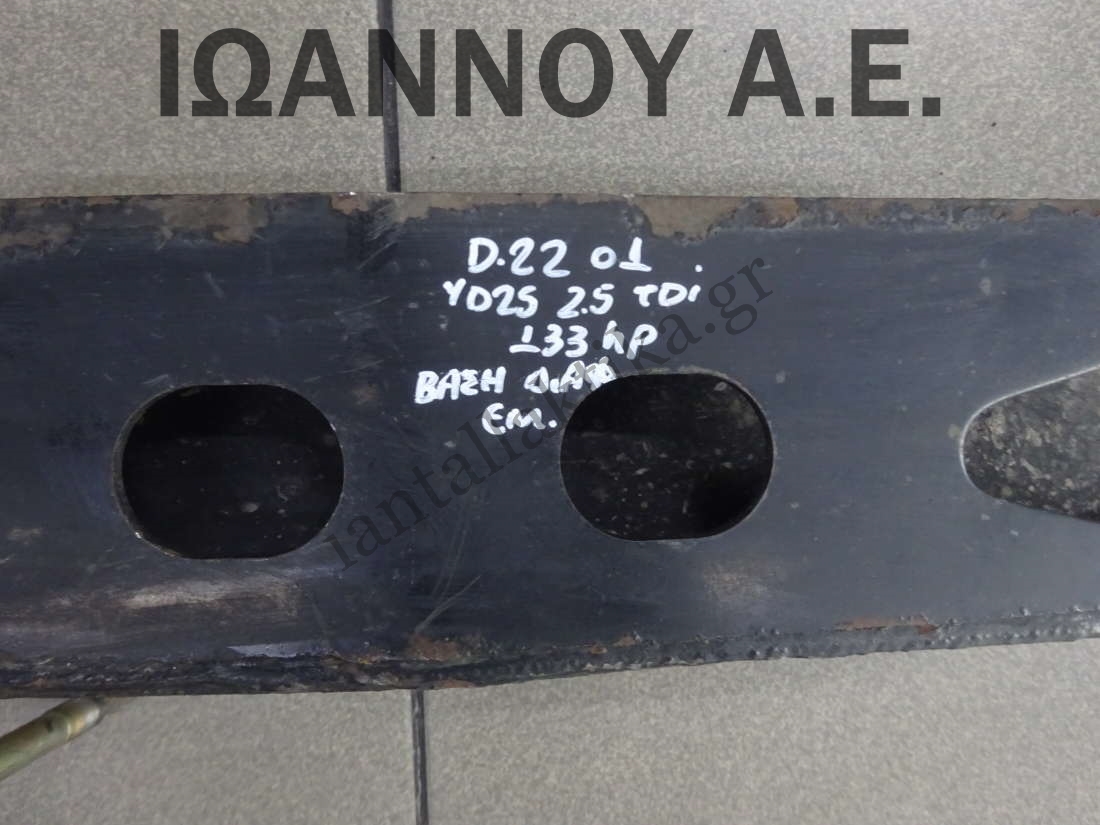 ΙΩΑΝΝΟΥ Α.Ε.
D.22 01
YD25 2.5 TDi
133 hP
ΒΑΣΗ
ΕΜ.
iantallaktika.gr